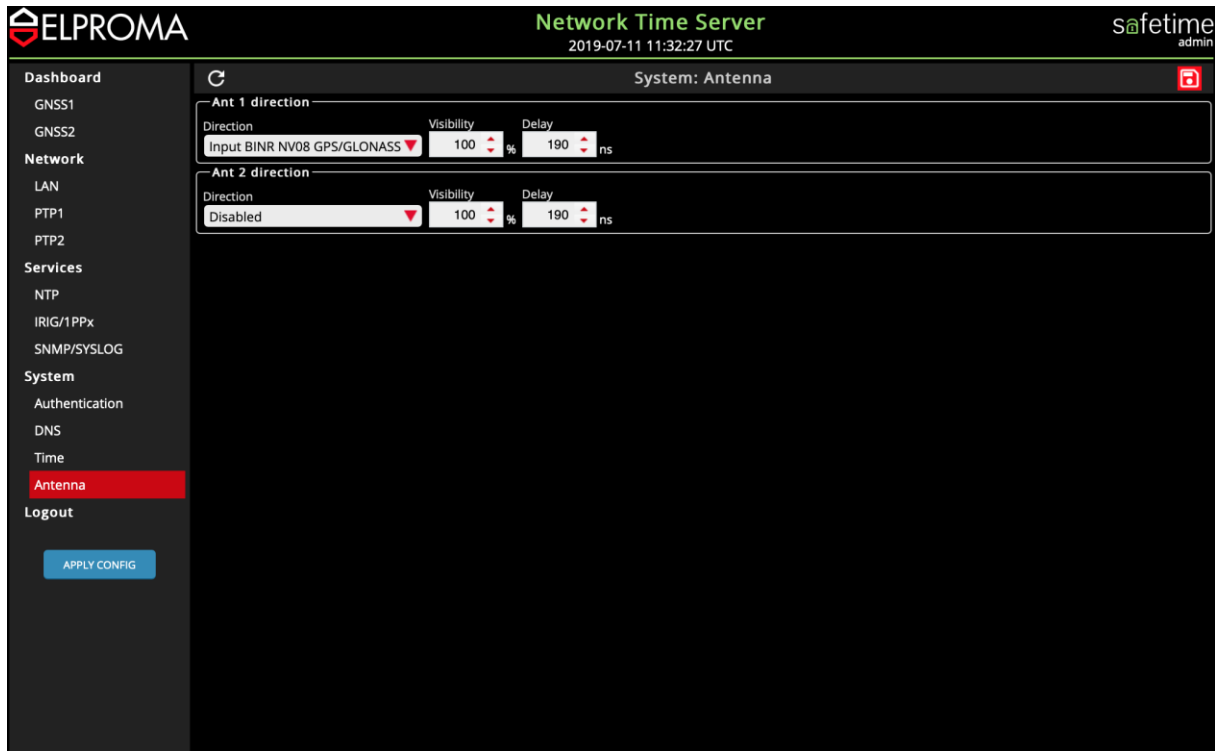 ELPROMA
Network Time Server
2019-07-11 11:32:27 UTC
safetime
admin
Dashboard
GNSS1
GNSS2
Network
LAN
PTP1
PTP2
Services
NTP
IRIG/1PPx
SNMP/SYSLOG
System
Authentication
DNS
Time
Antenna
Logout
APPLY CONFIG
System: Antenna
Ant 1 direction
Direction Visibility Delay
Input BINR NV08 GPS/GLONASS 100 % 190 ns
Ant 2 direction
Direction Visibility Delay
Disabled 100 % 190 ns